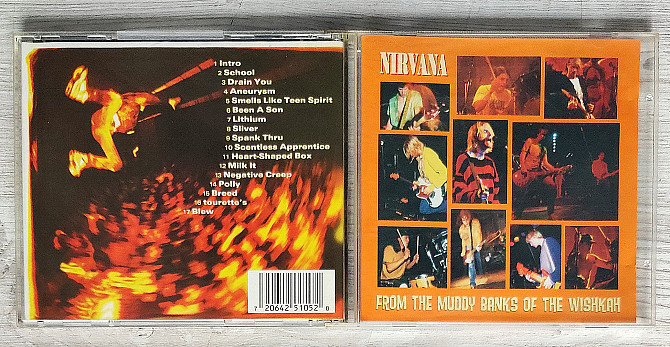 1 Intro
2 School
3 Drain You
4 Aneurysm
5 Smells Like Teen Spirit
6 Been A Son
7 Lithium
8 Sliver
9 Spank Thru
10 Scentless Apprentice
11 Heart-Shaped Box
12 Milk It
13 Negative Creep
14 Polly
15 Breed
16 tourette's
17 Blew
7 20642 51052 0
NIRVANA
FROM THE MUDDY BANKS OF THE WISHKAH